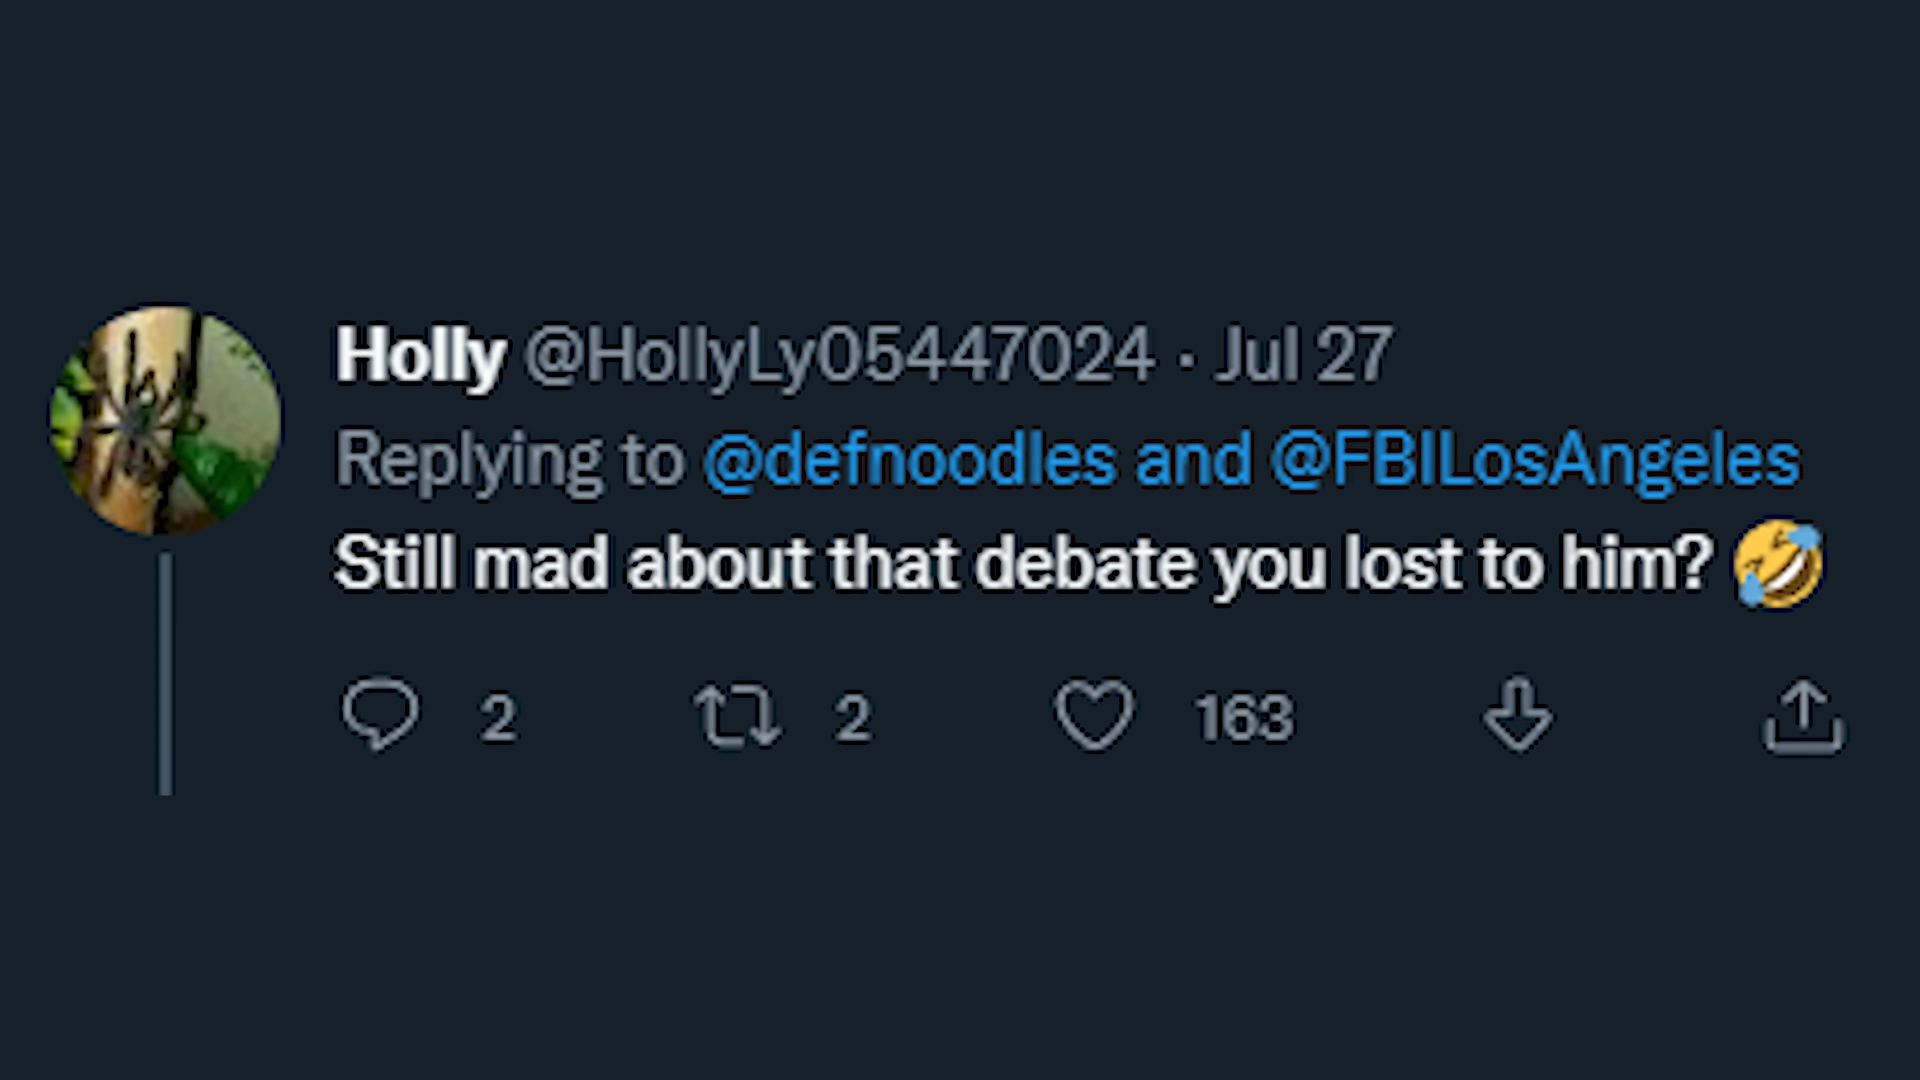 Holly @HollyLy05447024 · Jul 27
Replying to @defnoodles and @FBILosAngeles
Still mad about that debate you lost to him? 🤣
2 2 163